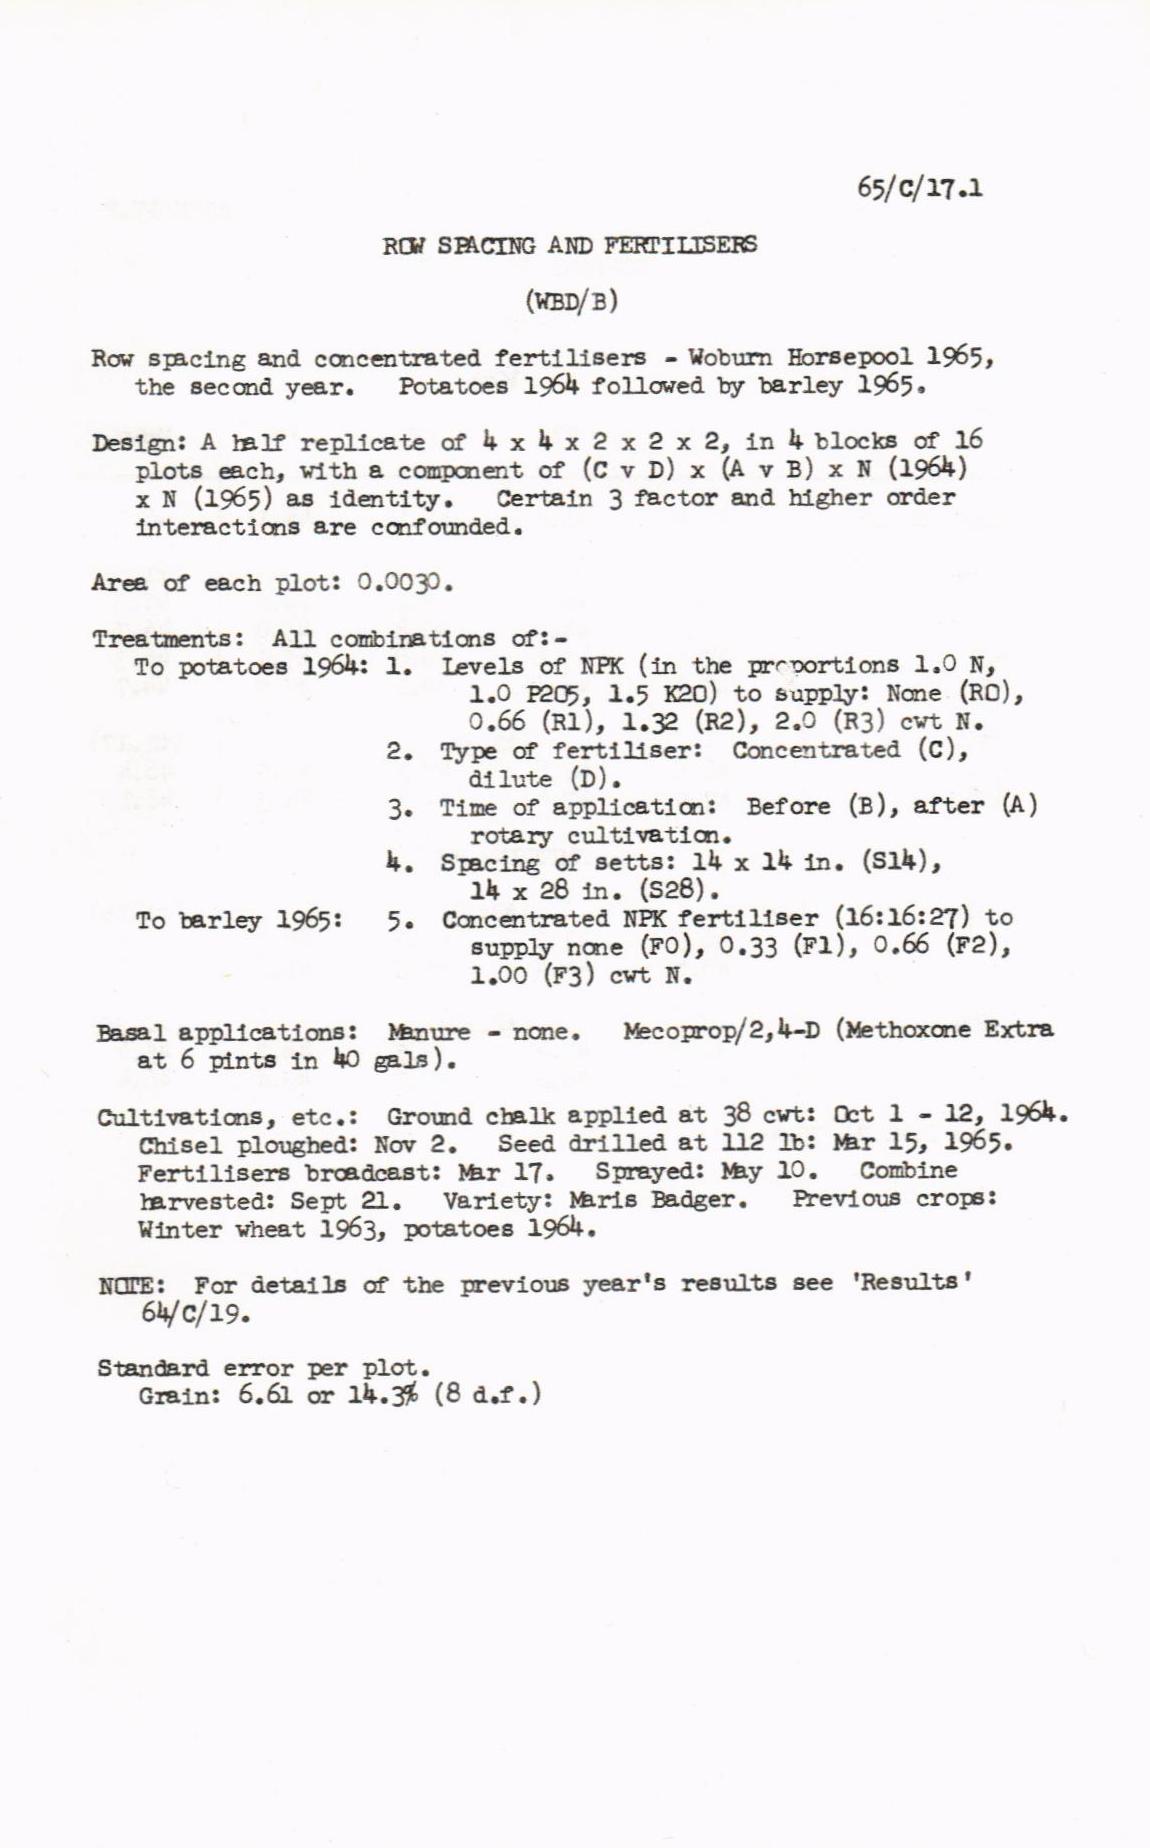 65/C/17.1
ROW SPACING AND FERTILISERS
(WBD/B)
Row spacing and concentrated fertilisers - Woburn Horsepool 1965,
the second year. Potatoes 1964 followed by barley 1965.
Design: A half replicate of 4 x 4 x 2 x 2 x 2, in 4 blocks of 16
plots each, with a component of (C v D) x (A v B) x N (1964)
x N (1965) as identity. Certain 3 factor and higher order
interactions are confounded.
Area of each plot: 0.0030.
Treatments: All combinations of:-
To potatoes 1964: 1. Levels of NPK (in the proportions 1.0 N,
1.0 P2O5, 1.5 K2O) to supply: None (R0),
0.66 (R1), 1.32 (R2), 2.0 (R3) cwt N.
2. Type of fertiliser: Concentrated (C),
dilute (D).
3. Time of application: Before (B), after (A)
rotary cultivation.
4. Spacing of setts: 14 x 14 in. (S14),
14 x 28 in. (S28).
To barley 1965: 5. Concentrated NPK fertiliser (16:16:27) to
supply none (F0), 0.33 (F1), 0.66 (F2),
1.00 (F3) cwt N.
Basal applications: Manure - none. Mecoprop/2,4-D (Methoxone Extra
at 6 pints in 40 gals).
Cultivations, etc.: Ground chalk applied at 38 cwt: Oct 1 - 12, 1964.
Chisel ploughed: Nov 2. Seed drilled at 112 lb: Mar 15, 1965.
Fertilisers broadcast: Mar 17. Sprayed: May 10. Combine
harvested: Sept 21. Variety: Maris Badger. Previous crops:
Winter wheat 1963, potatoes 1964.
NOTE: For details of the previous year's results see 'Results'
64/C/19.
Standard error per plot.
Grain: 6.61 or 14.3% (8 d.f.)